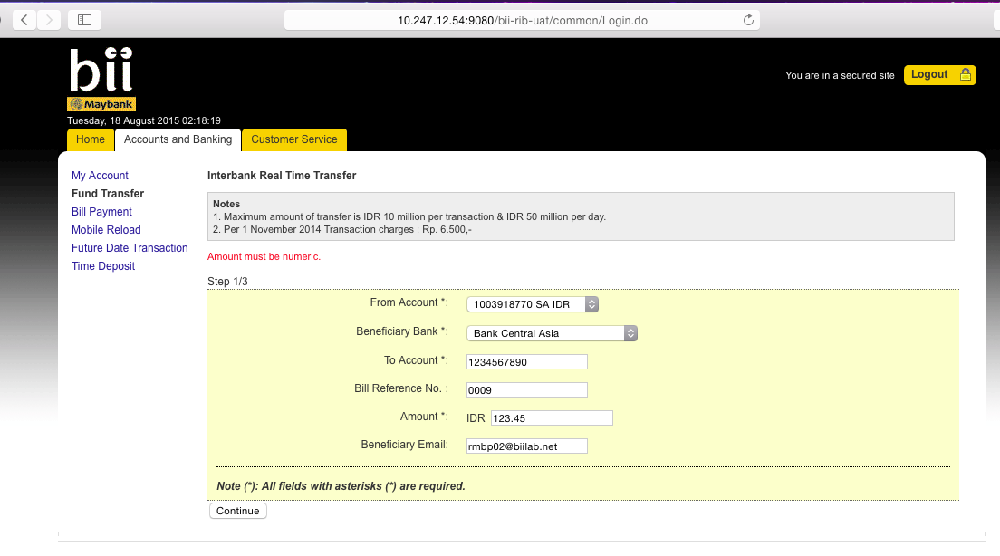 10.247.12.54:9080/bii-rib-uat/common/Login.do
bii
Maybank
You are in a secured site
Logout
Tuesday, 18 August 2015 02:18:19
Home
Accounts and Banking
Customer Service
My Account
Fund Transfer
Bill Payment
Mobile Reload
Future Date Transaction
Time Deposit
Interbank Real Time Transfer
Notes
1. Maximum amount of transfer is IDR 10 million per transaction & IDR 50 million per day.
2. Per 1 November 2014 Transaction charges : Rp. 6.500,-
Amount must be numeric.
Step 1/3
From Account *: 1003918770 SA IDR
Beneficiary Bank *: Bank Central Asia
To Account *: 1234567890
Bill Reference No. : 0009
Amount *: IDR 123.45
Beneficiary Email: rmbp02@biilab.net
Note (*): All fields with asterisks (*) are required.
Continue